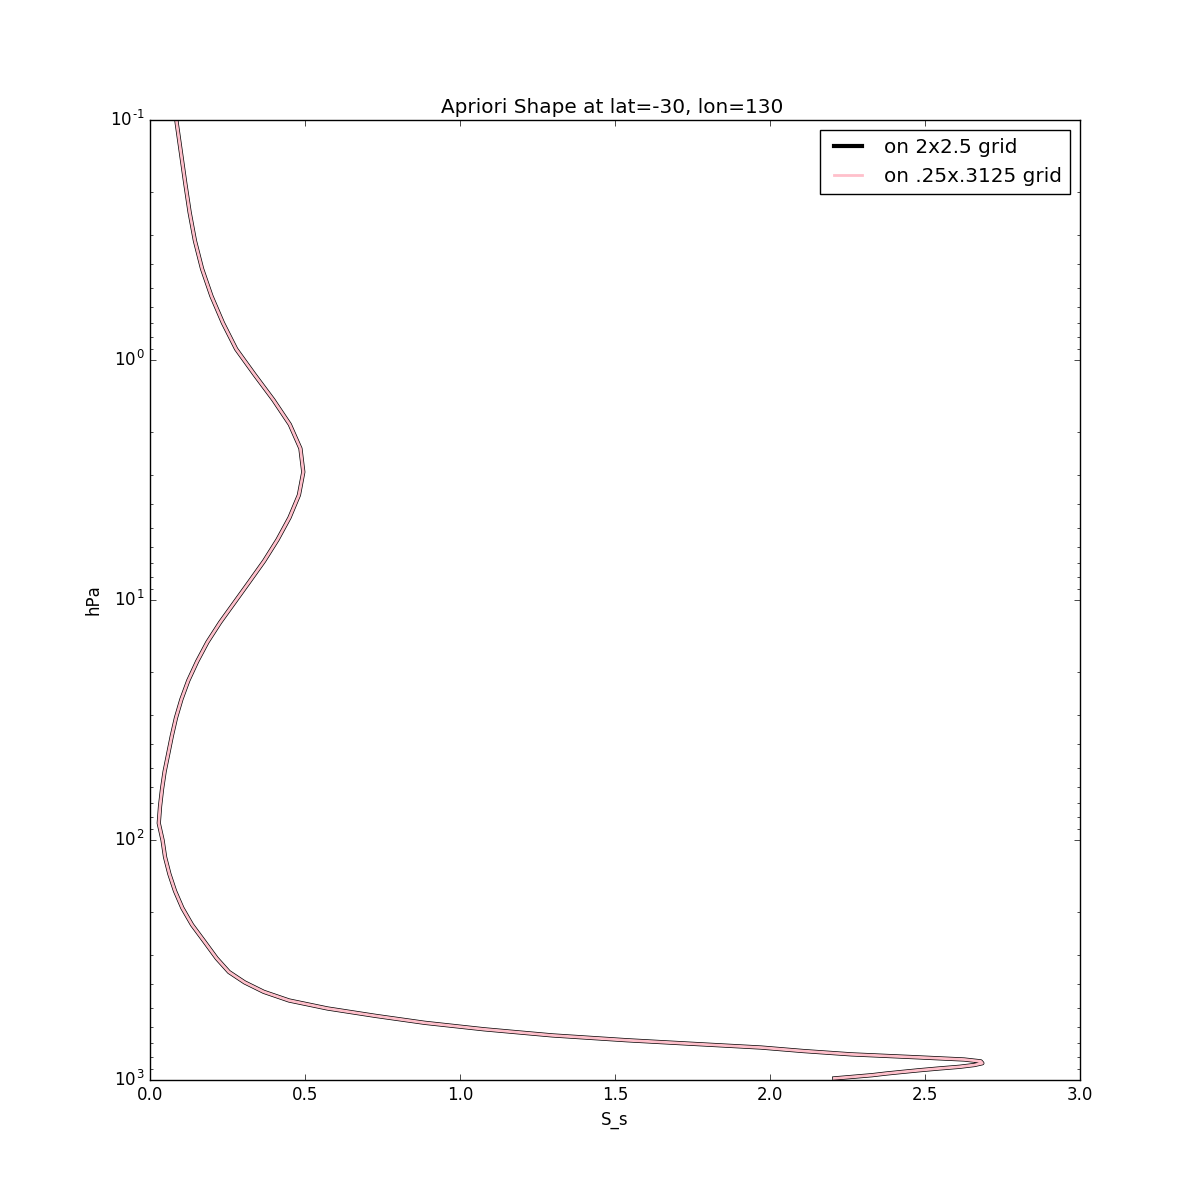 Apriori Shape at lat=-30, lon=130
on 2x2.5 grid
on .25x.3125 grid
10^-1
10^0
10^1
10^2
10^3
hPa
0.0 0.5 1.0 1.5 2.0 2.5 3.0
S_s